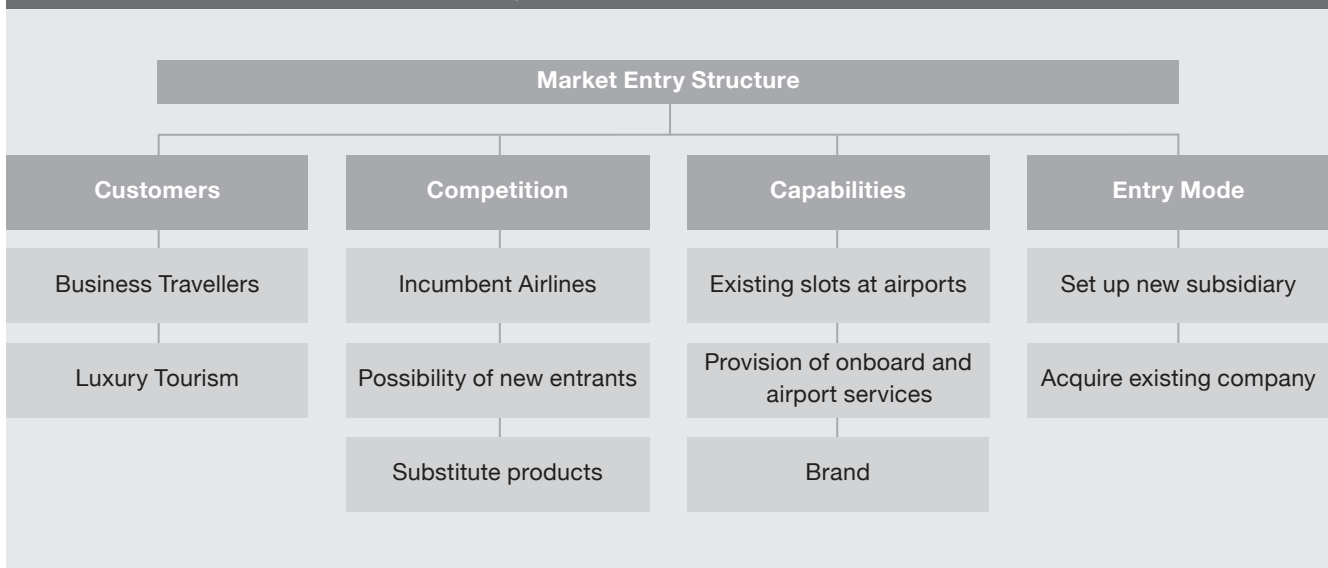 Market Entry Structure
Customers
Competition
Capabilities
Entry Mode
Business Travellers
Incumbent Airlines
Existing slots at airports
Set up new subsidiary
Luxury Tourism
Possibility of new entrants
Provision of onboard and
airport services
Acquire existing company
Substitute products
Brand